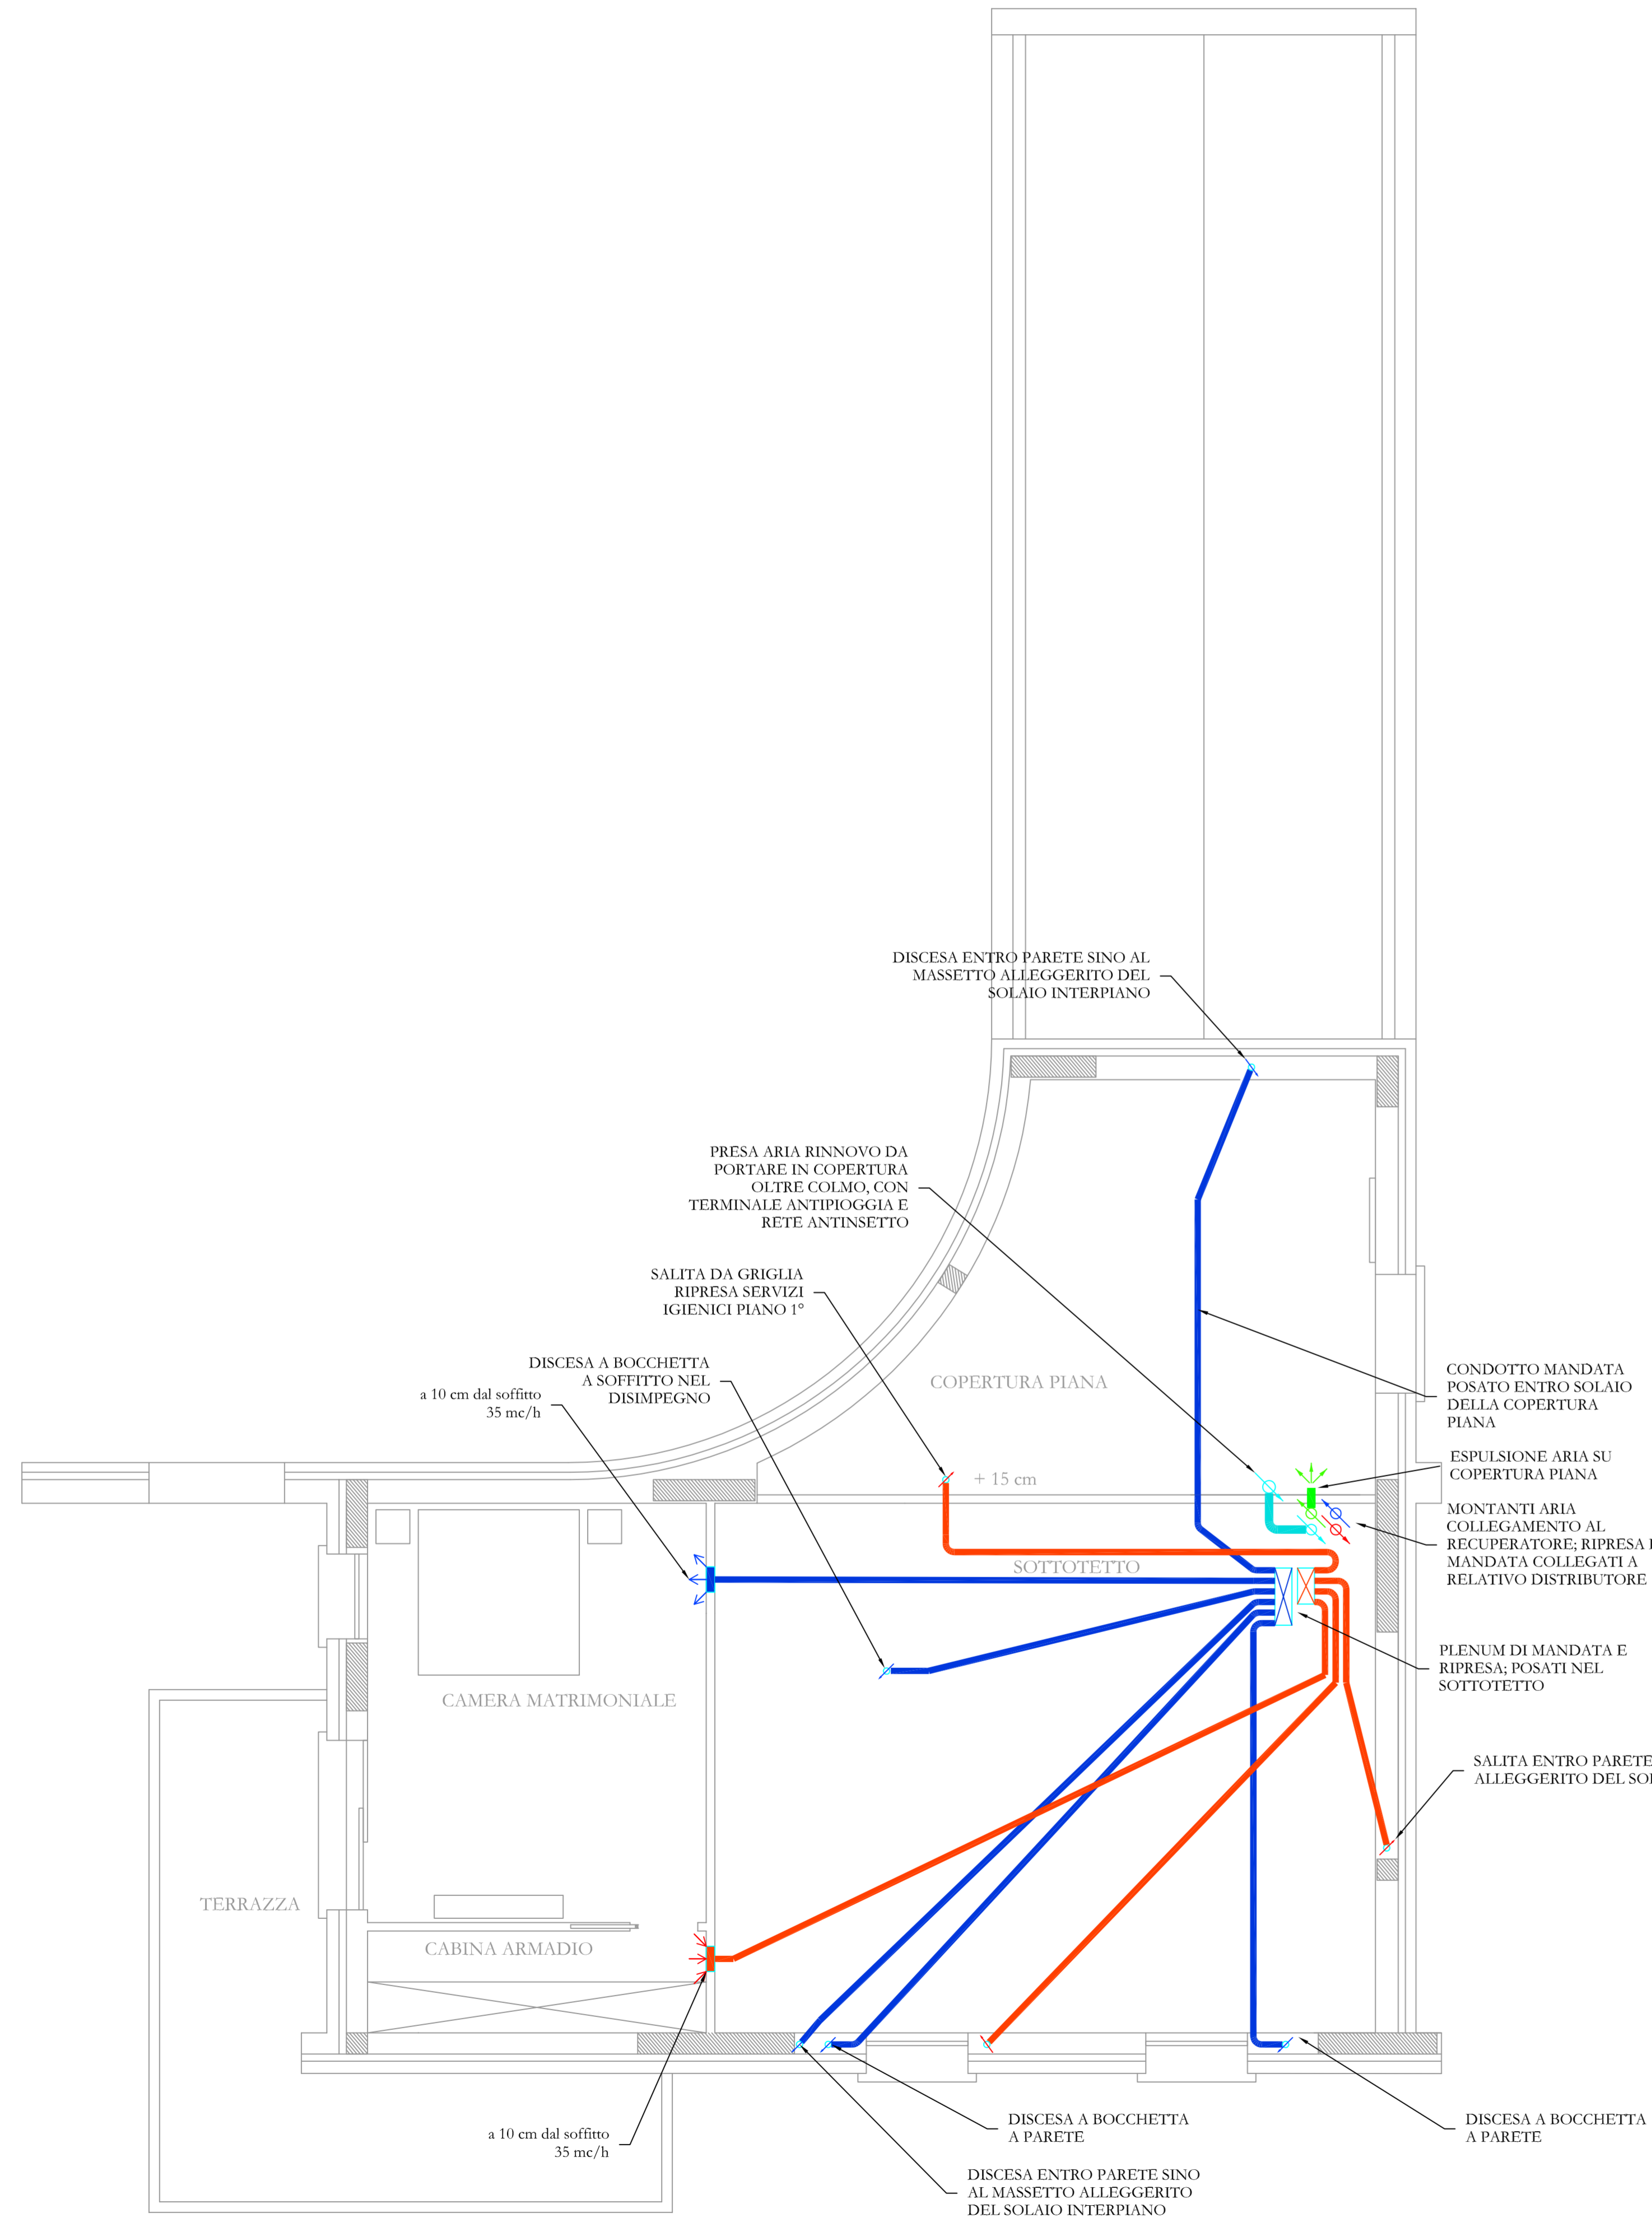 DISCESA ENTRO PARETE SINO AL
MASSETTO ALLEGGERITO DEL
SOLAIO INTERPIANO
PRESA ARIA RINNOVO DA
PORTARE IN COPERTURA
OLTRE COLMO, CON
TERMINALE ANTIPIOGGIA E
RETE ANTINSETTO
SALITA DA GRIGLIA
RIPRESA SERVIZI
IGIENICI PIANO 1°
DISCESA A BOCCHETTA
A SOFFITTO NEL
DISIMPEGNO
a 10 cm dal soffitto
35 mc/h
COPERTURA PIANA
CONDOTTO MANDATA
POSATO ENTRO SOLAIO
DELLA COPERTURA
PIANA
+ 15 cm
ESPULSIONE ARIA SU
COPERTURA PIANA
MONTANTI ARIA
COLLEGAMENTO AL
RECUPERATORE; RIPRESA
MANDATA COLLEGATI A
RELATIVO DISTRIBUTORE
SOTTOTETTO
PLENUM DI MANDATA E
RIPRESA; POSATI NEL
SOTTOTETTO
CAMERA MATRIMONIALE
SALITA ENTRO PARETE
ALLEGGERITO DEL
TERRAZZA
CABINA ARMADIO
a 10 cm dal soffitto
35 mc/h
DISCESA A BOCCHETTA
A PARETE
DISCESA A BOCCHETTA
A PARETE
DISCESA ENTRO PARETE SINO
AL MASSETTO ALLEGGERITO
DEL SOLAIO INTERPIANO